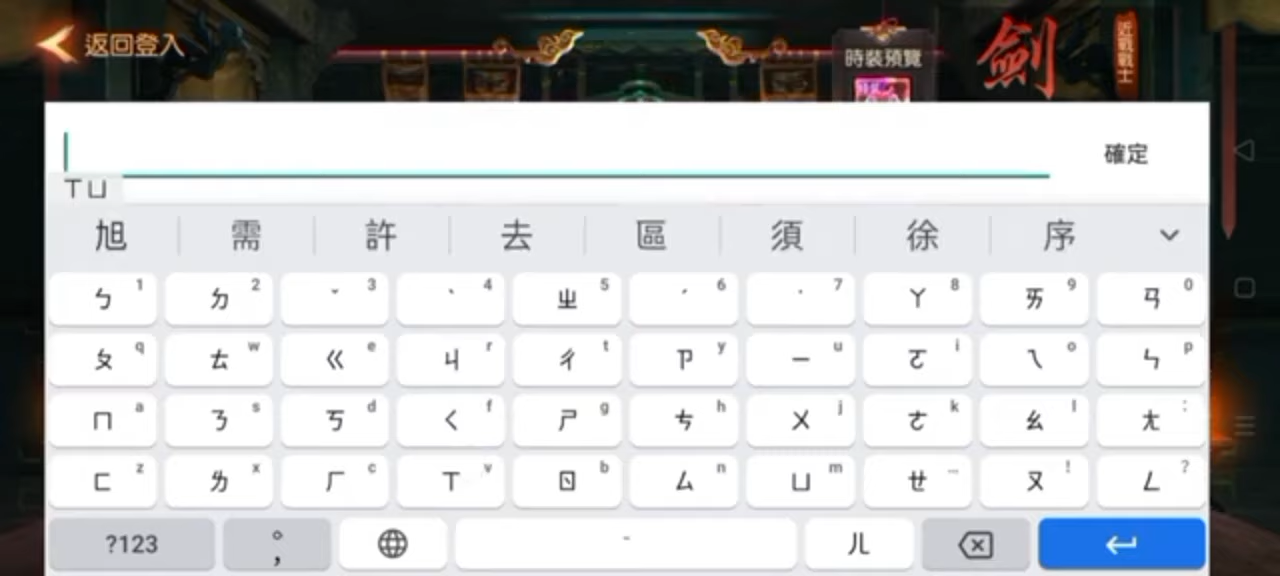 返回登入
時裝預覽
劍
近戰戰士
確定
ㄒㄩ
旭 需 許 去 區 須 徐 序
ㄅ 1 ㄉ 2 ˇ 3 ˋ 4 ㄓ 5 ˊ 6 ˙ 7 ㄚ 8 ㄞ 9 ㄢ 0
ㄆ q ㄊ w ㄍ e ㄐ r ㄔ t ㄗ y ㄧ u ㄛ i ㄟ o ㄣ p
ㄇ a ㄋ s ㄎ d ㄑ f ㄕ g ㄘ h ㄨ j ㄜ k ㄠ l ㄤ :
ㄈ z ㄌ x ㄏ c ㄒ v ㄖ b ㄙ n ㄩ m ㄝ … ㄡ ! ㄥ ?
?123 ° , - ㄦ